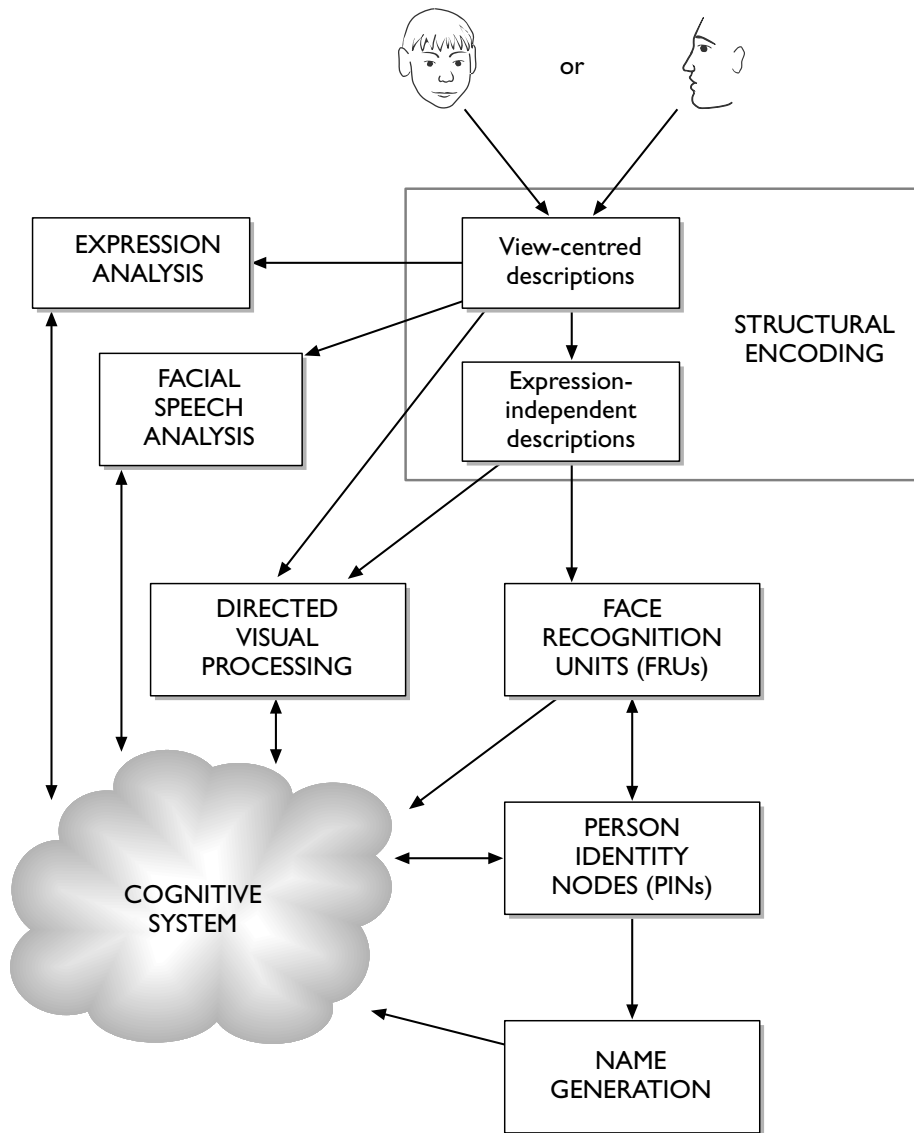 or
EXPRESSION
ANALYSIS
View-centred
descriptions
STRUCTURAL
ENCODING
FACIAL
SPEECH
ANALYSIS
Expression-
independent
descriptions
DIRECTED
VISUAL
PROCESSING
FACE
RECOGNITION
UNITS (FRUs)
PERSON
IDENTITY
NODES (PINs)
COGNITIVE
SYSTEM
NAME
GENERATION